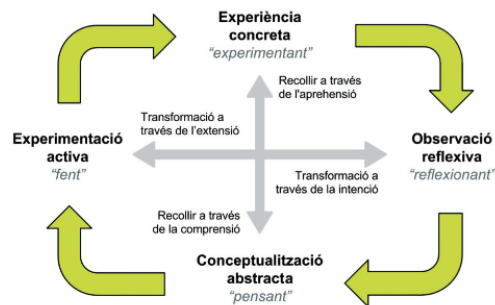 Experiència
concreta
"experimentant"
Recollir a través
de l'aprehensió
Transformació a
través de l'extensió
Experimentació
activa
"fent"
Observació
reflexiva
"reflexionant"
Transformació a
través de la intenció
Recollir a través
de la comprensió
Conceptualització
abstracta
"pensant"